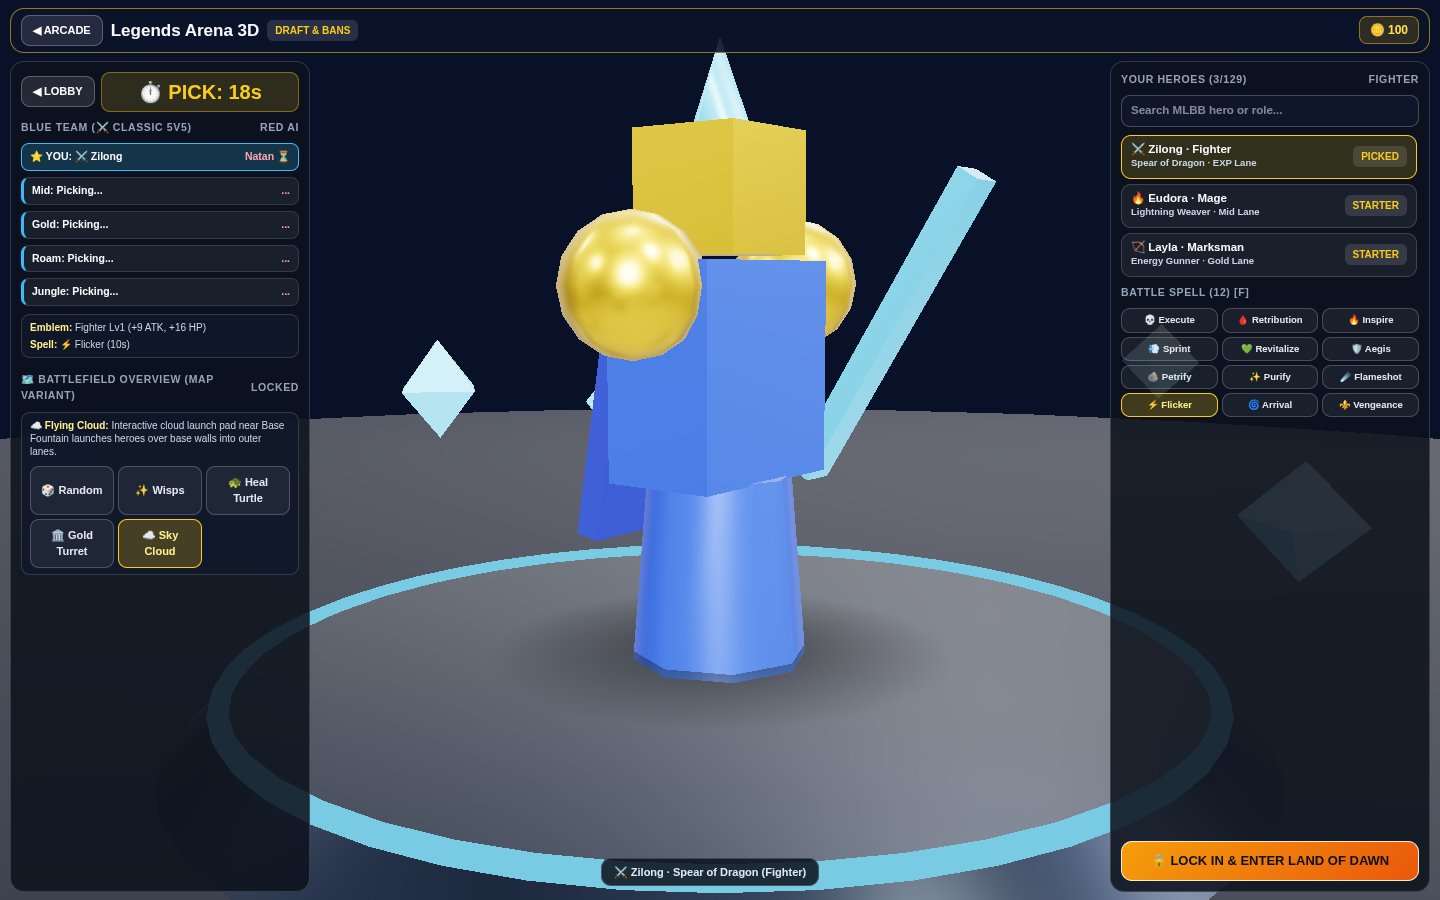 ◀ ARCADE Legends Arena 3D DRAFT & BANS 🪙 100
◀ LOBBY ⏱️ PICK: 18s
BLUE TEAM (⚔️ CLASSIC 5V5) RED AI
⭐ YOU: ⚔️ Zilong Natan ⏳
Mid: Picking... ...
Gold: Picking... ...
Roam: Picking... ...
Jungle: Picking... ...
Emblem: Fighter Lv1 (+9 ATK, +16 HP)
Spell: ⚡ Flicker (10s)
🗺️ BATTLEFIELD OVERVIEW (MAP
VARIANT) LOCKED
☁️ Flying Cloud: Interactive cloud launch pad near Base
Fountain launches heroes over base walls into outer
lanes.
🎲 Random ✨ Wisps 🐢 Heal
Turtle
🏛️ Gold
Turret
☁️ Sky
Cloud
YOUR HEROES (3/129) FIGHTER
Search MLBB hero or role...
⚔️ Zilong · Fighter
Spear of Dragon · EXP Lane
PICKED
🔥 Eudora · Mage
Lightning Weaver · Mid Lane
STARTER
🏹 Layla · Marksman
Energy Gunner · Gold Lane
STARTER
BATTLE SPELL (12) [F]
💀 Execute 🩸 Retribution 🔥 Inspire
💨 Sprint 💚 Revitalize 🛡️ Aegis
🪨 Petrify ✨ Purify ☄️ Flameshot
⚡ Flicker 🌀 Arrival ⚜️ Vengeance
🔒 LOCK IN & ENTER LAND OF DAWN
⚔️ Zilong · Spear of Dragon (Fighter)